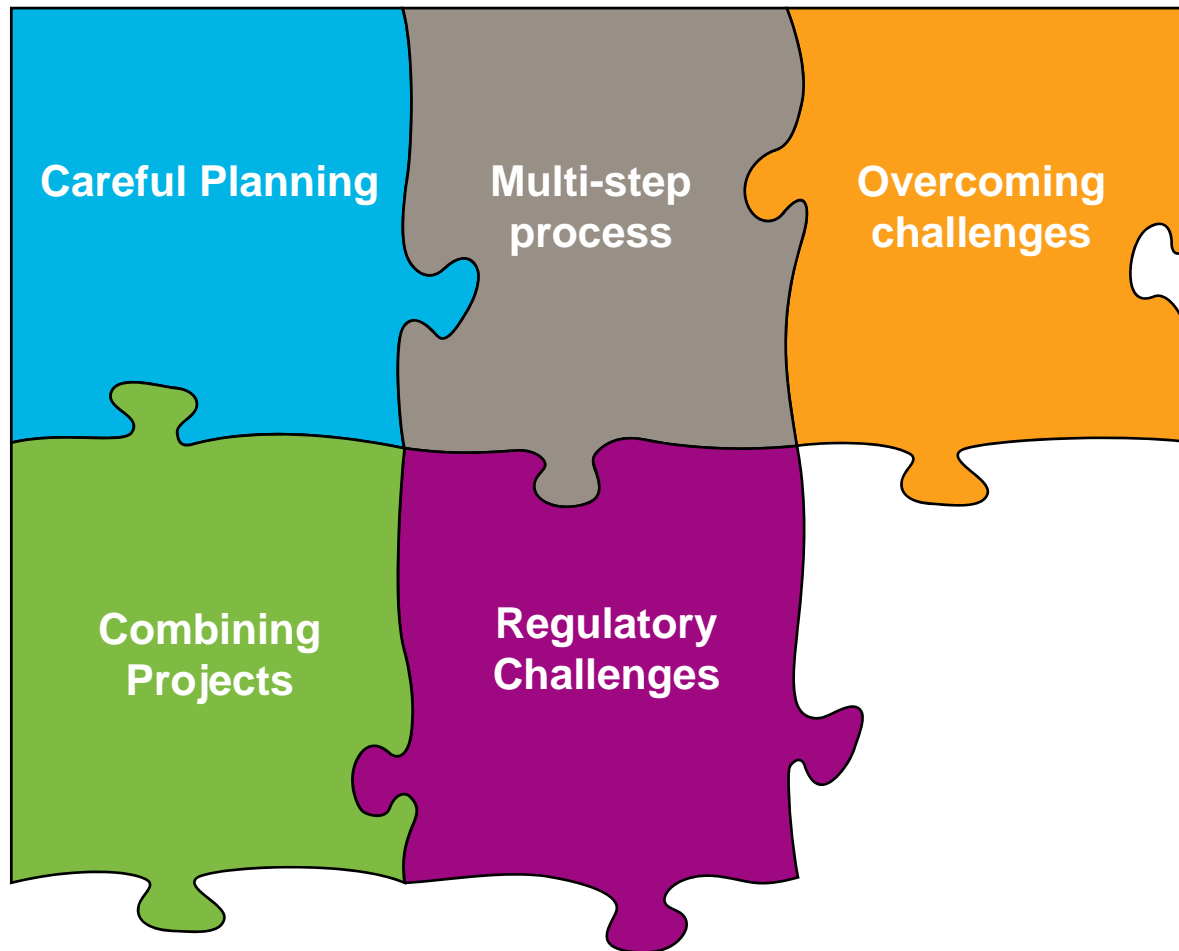 Careful Planning
Multi-step
process
Overcoming
challenges
Combining
Projects
Regulatory
Challenges